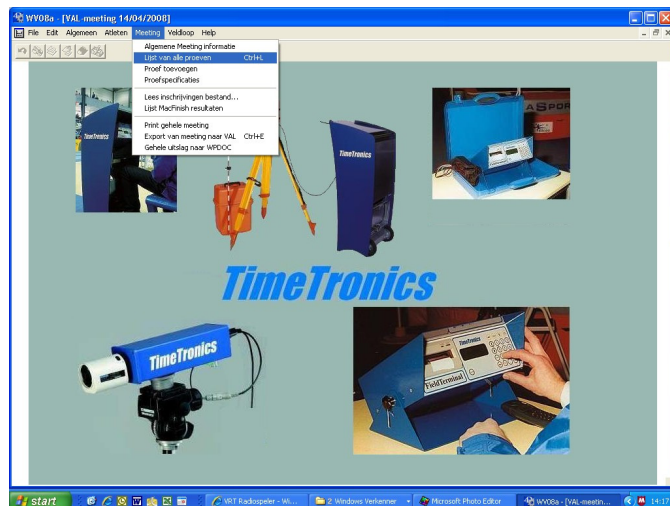 WV08a - [VAL-meeting 14/04/2008]
File Edit Algemeen Atleten Meeting Veldloop Help
Algemene Meeting informatie
Lijst van alle proeven Ctrl+L
Proef toevoegen
Proefspecificaties
Lees inschrijvingen bestand...
Lijst MacFinish resultaten
Print gehele meeting
Export van meeting naar VAL Ctrl+E
Gehele uitslag naar WPDOC
TimeTronics
TimeTronics
TimeTronics
TimeTronics
TimeTronics
FieldTerminal
start
VRT Radiospeler - Wi...
2 Windows Verkenner
Microsoft Photo Editor
WV08a - [VAL-meetin...
14:17